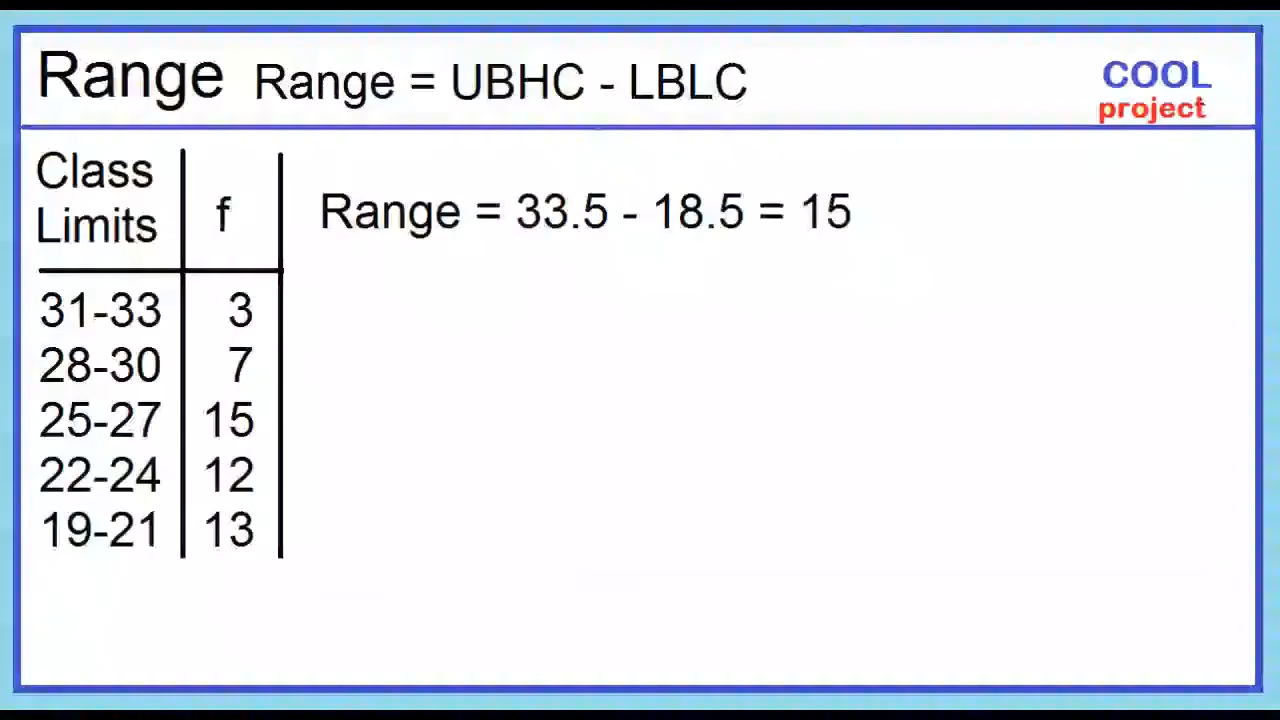 Range Range = UBHC - LBLC
COOL
project
Class
Limits f
Range = 33.5 - 18.5 = 15
31-33 3
28-30 7
25-27 15
22-24 12
19-21 13